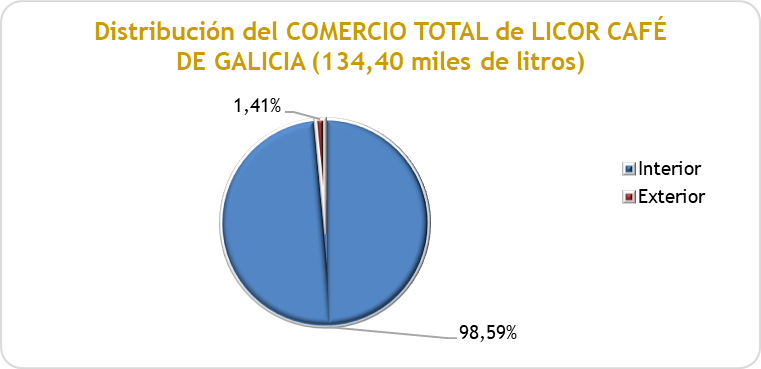 Distribución del COMERCIO TOTAL de LICOR CAFÉ
DE GALICIA (134,40 miles de litros)
1,41%
Interior
Exterior
98,59%